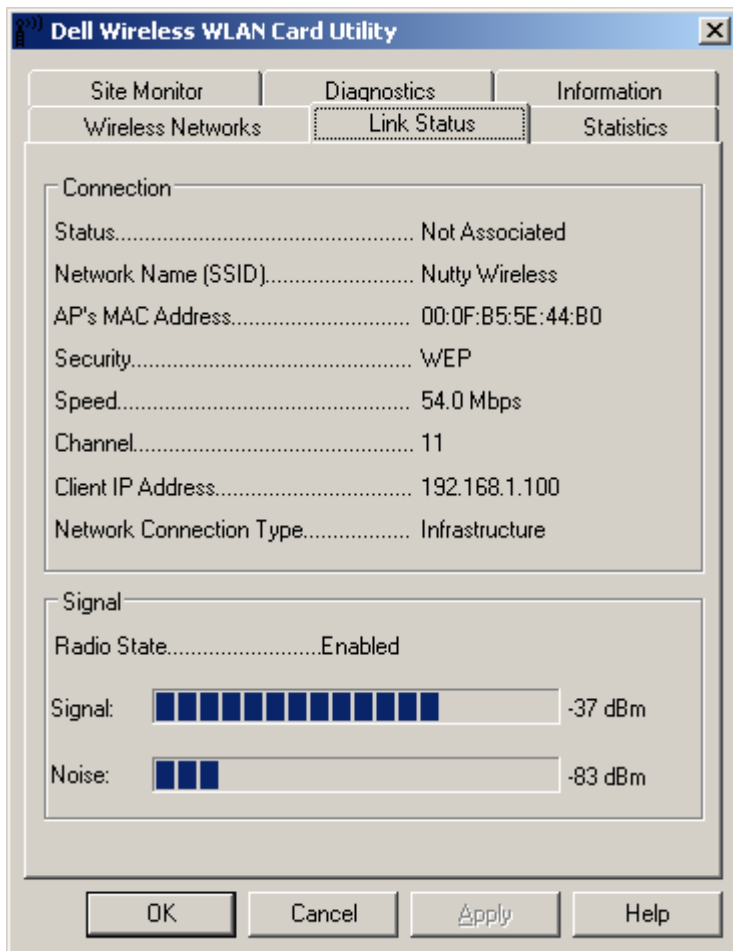 Dell Wireless WLAN Card Utility
Site Monitor Diagnostics Information
Wireless Networks Link Status Statistics
Connection
Status............................................. Not Associated
Network Name (SSID)...................... Nutty Wireless
AP's MAC Address........................... 00:0F:B5:5E:44:B0
Security.......................................... WEP
Speed............................................ 54.0 Mbps
Channel.......................................... 11
Client IP Address.............................. 192.168.1.100
Network Connection Type................. Infrastructure
Signal
Radio State.........................Enabled
Signal: -37 dBm
Noise: -83 dBm
OK Cancel Apply Help